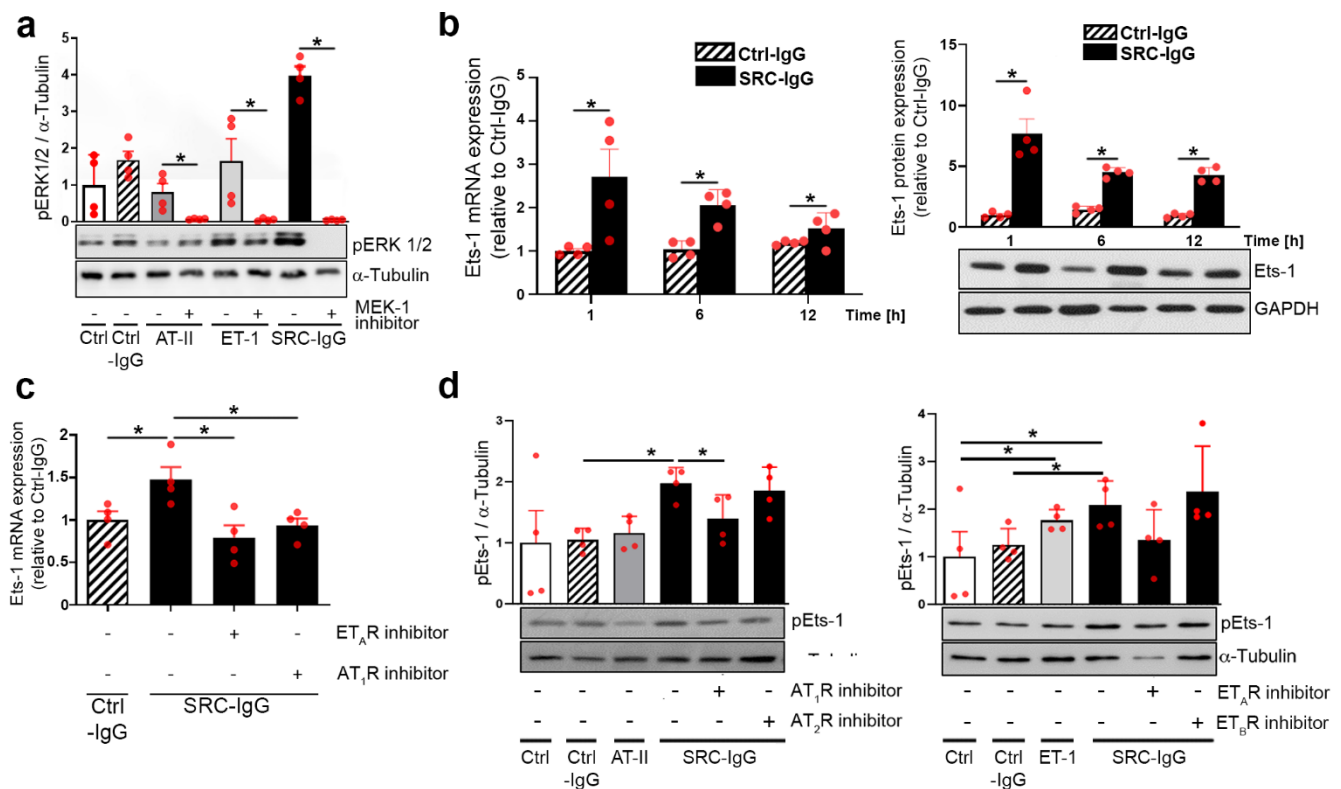 a
pERK1/2 / α-Tubulin
5
4
3
2
1
0
*
*
*
pERK 1/2
α-Tubulin
- - - + - + - +
MEK-1 inhibitor
Ctrl
Ctrl -IgG
AT-II
ET-1
SRC-IgG
b
Ets-1 mRNA expression
(relative to Ctrl-IgG)
5
4
3
2
1
0
Ctrl-IgG
SRC-IgG
*
*
*
1 6 12
Time [h]
Ets-1 protein expression
(relative to Ctrl-IgG)
15
10
5
0
Ctrl-IgG
SRC-IgG
*
*
*
1 6 12 Time [h]
Ets-1
GAPDH
c
Ets-1 mRNA expression
(relative to Ctrl-IgG)
2
1.5
1
0.5
0
*
*
*
- - + - ETAR inhibitor
- - - + AT1R inhibitor
Ctrl
-IgG
SRC-IgG
d
pEts-1 / α-Tubulin
3
2
1
0
*
*
pEts-1
- - - - + - AT1R inhibitor
- - - - - + AT2R inhibitor
Ctrl
Ctrl
-IgG
AT-II
SRC-IgG
pEts-1 / α-Tubulin
4
3
2
1
0
*
*
*
pEts-1
α-Tubulin
- - - - + - ETAR inhibitor
- - - - - + ETBR inhibitor
Ctrl
Ctrl
-IgG
ET-1
SRC-IgG